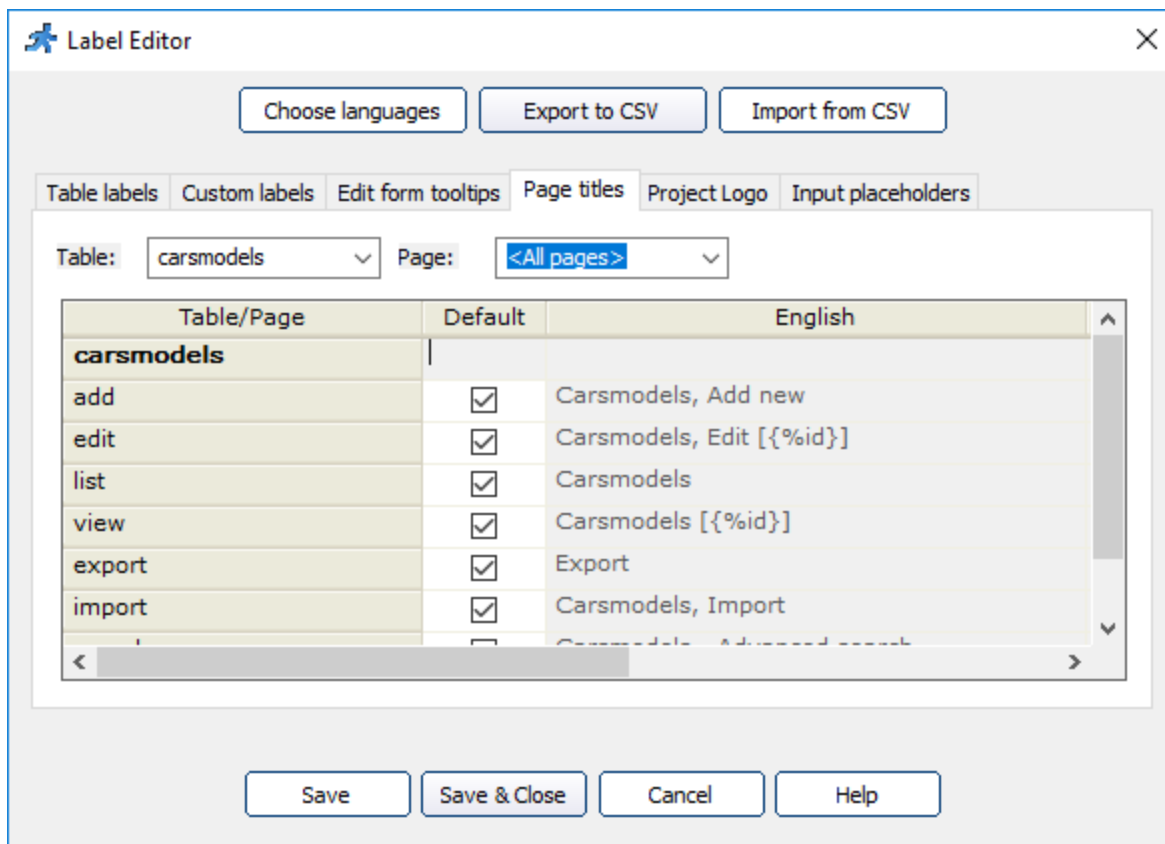 Label Editor
Choose languages Export to CSV Import from CSV
Table labels Custom labels Edit form tooltips Page titles Project Logo Input placeholders
Table: carsmodels Page: <All pages>
Table/Page Default English
carsmodels
add Carsmodels, Add new
edit Carsmodels, Edit [{%id}]
list Carsmodels
view Carsmodels [{%id}]
export Export
import Carsmodels, Import
Save Save & Close Cancel Help